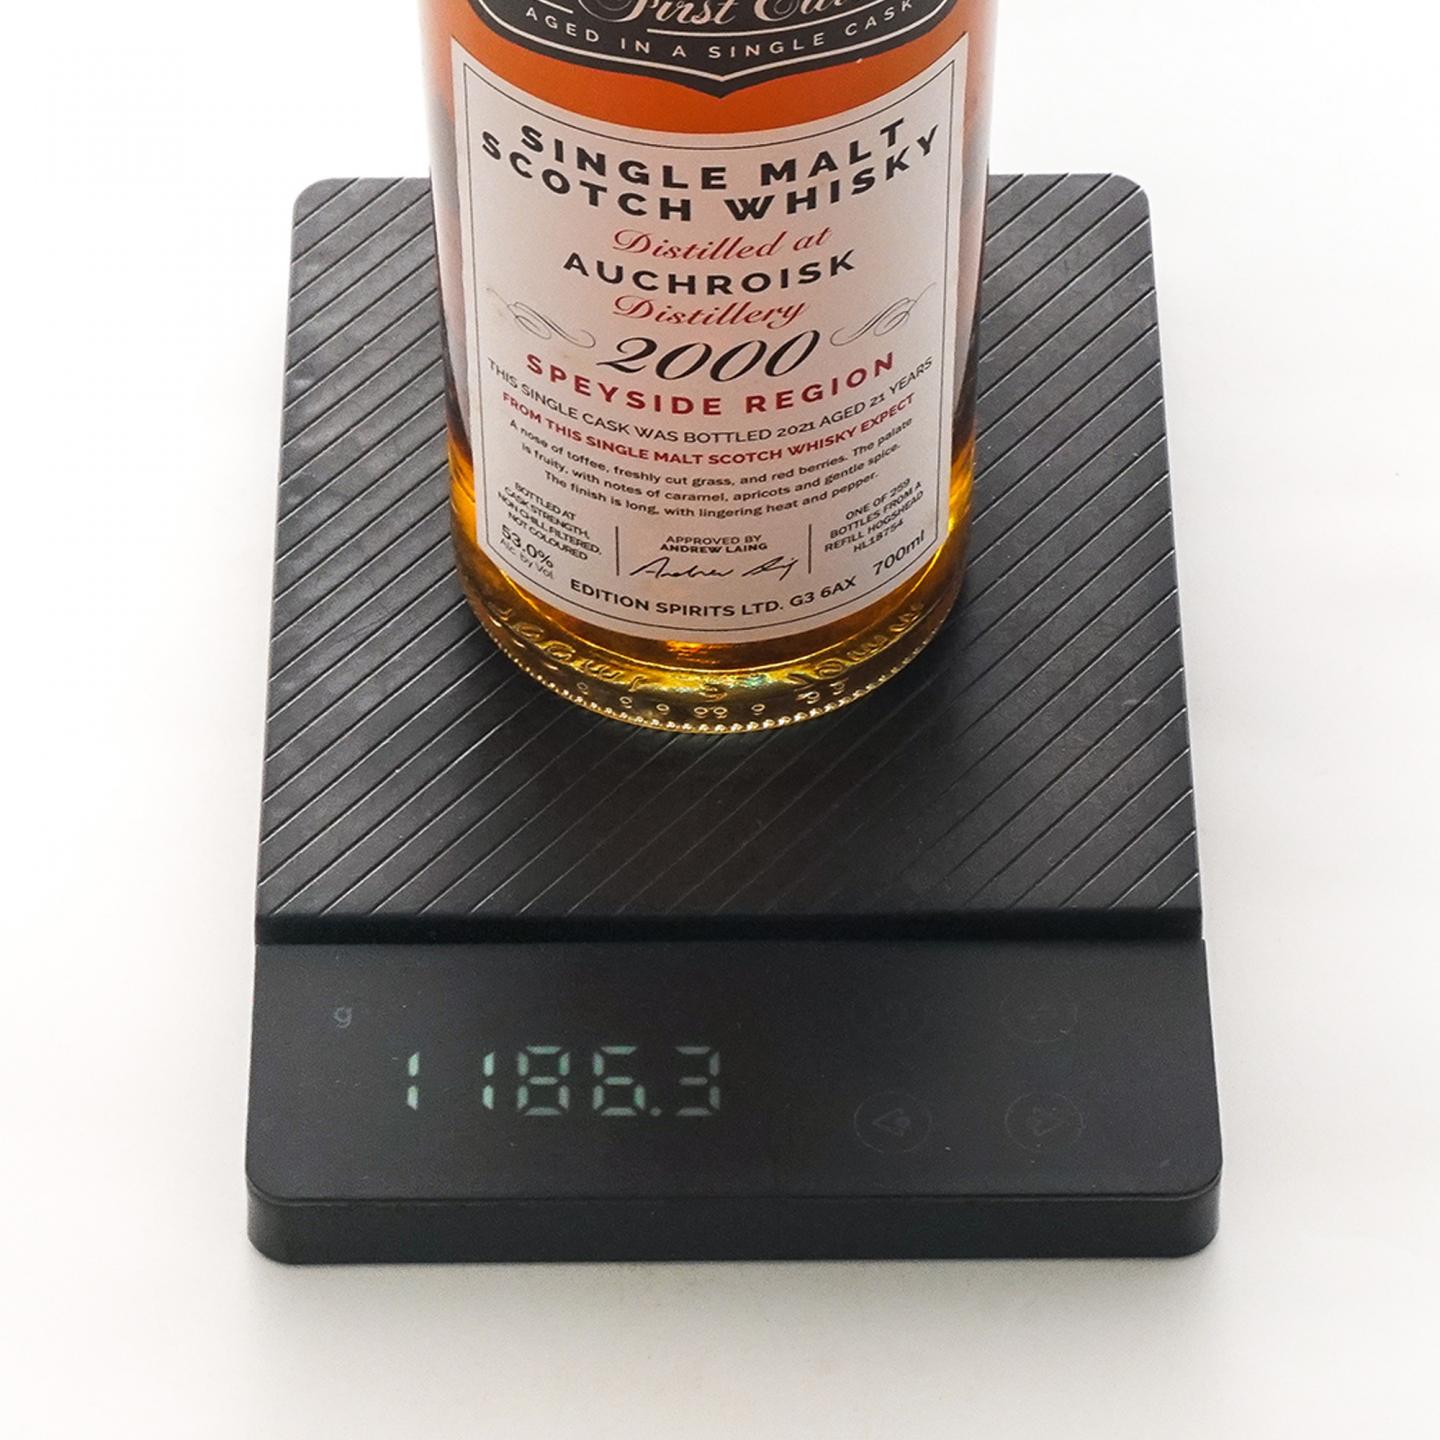 First
AGED IN A SINGLE CASK
SINGLE MALT
SCOTCH WHISKY
Distilled at
AUCHROISK
Distillery
2000
SPEYSIDE REGION
THIS SINGLE CASK WAS BOTTLED 2021 AGED 21 YEARS
FROM THIS SINGLE MALT SCOTCH WHISKY EXPECT
A nose of toffee, freshly cut grass, and red berries. The palate
is fruity, with notes of caramel, apricots and gentle spice.
The finish is long, with lingering heat and pepper.
BOTTLED AT
CASK STRENGTH,
NON CHILL FILTERED,
NOT COLOURED
53.0%
Alc. by Vol.
APPROVED BY
ANDREW LAING
ONE OF 259
BOTTLES FROM A
REFILL HOGSHEAD
HL18754
EDITION SPIRITS LTD. G3 6AX
700ml
g
1186.3